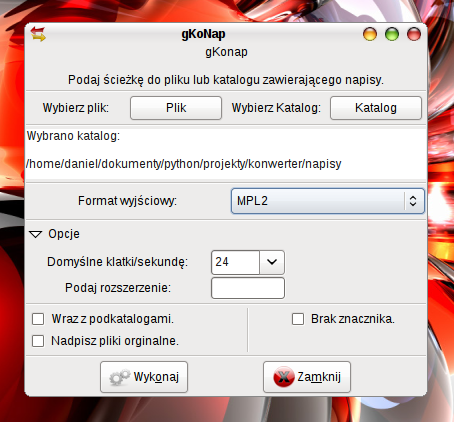 gKoNap
gKonap
Podaj ścieżkę do pliku lub katalogu zawierającego napisy.
Wybierz plik: Plik Wybierz Katalog: Katalog
Wybrano katalog:
/home/daniel/dokumenty/python/projekty/konwerter/napisy
Format wyjściowy: MPL2
Opcje
Domyślne klatki/sekundę: 24
Podaj rozszerzenie:
Wraz z podkatalogami. Brak znacznika.
Nadpisz pliki orginalne.
Wykonaj Zamknij